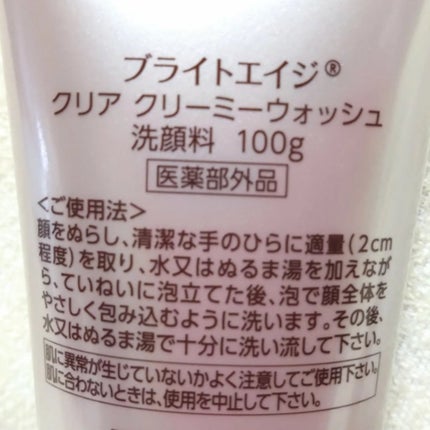 ブライトエイジ®
クリア クリーミーウォッシュ
洗顔料 100g
医薬部外品
<ご使用法>
顔をぬらし、清潔な手のひらに適量(2cm
程度)を取り、水又はぬるま湯を加えなが
ら、ていねいに泡立てた後、泡で顔全体を
やさしく包み込むように洗います。その後、
水又はぬるま湯で十分に洗い流して下さい。
肌に異常が生じていないかよく注意してご使用下さい。
肌に合わないときは、使用を中止して下さい。